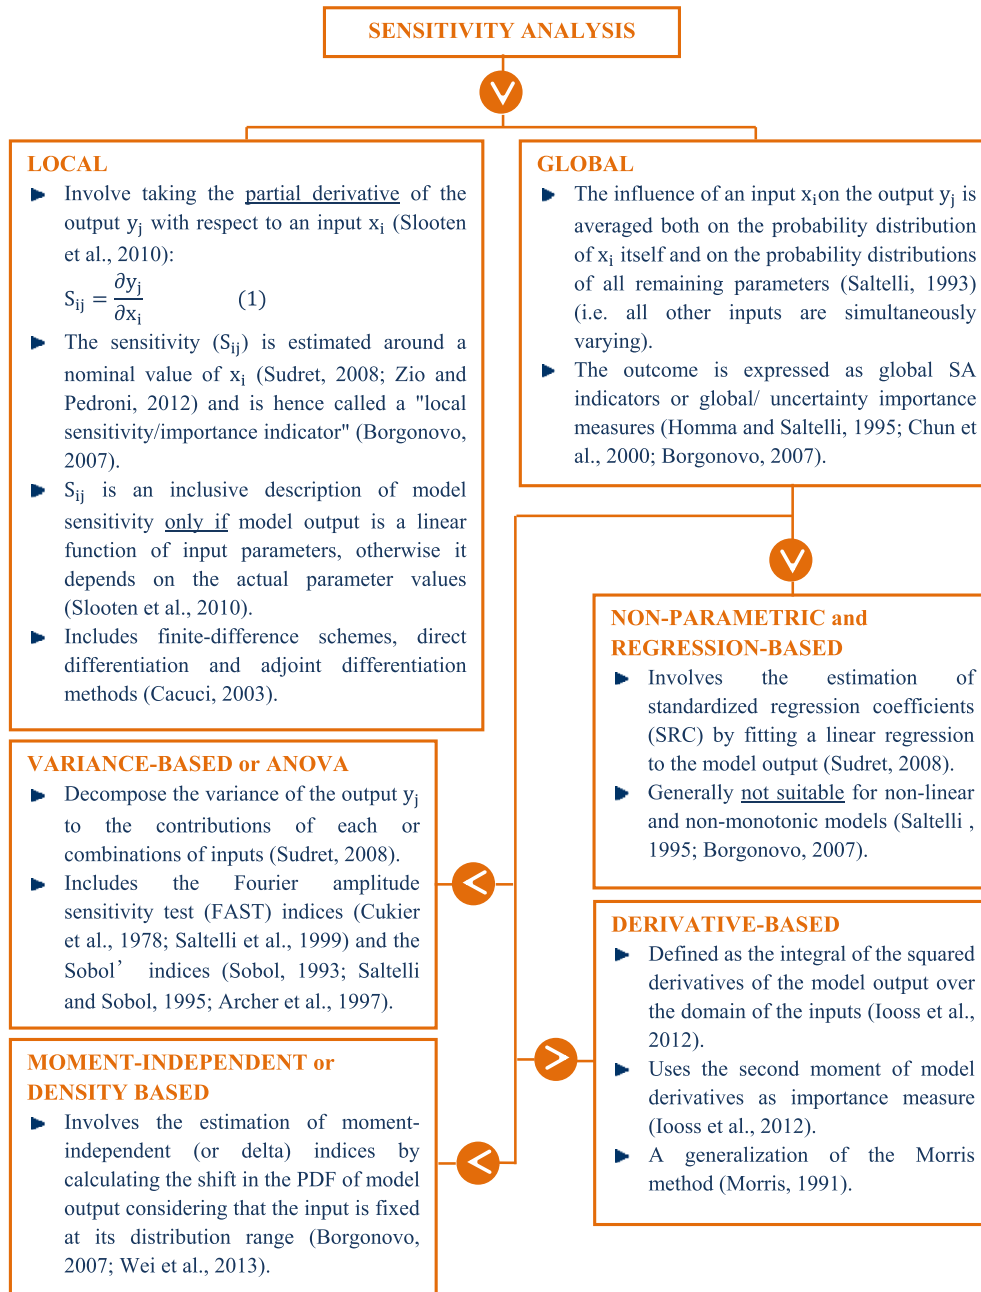 SENSITIVITY ANALYSIS
LOCAL
Involve taking the partial derivative of the
output yj with respect to an input xi (Slooten
et al., 2010):
Sij = ∂yj/∂xi (1)
The sensitivity (Sij) is estimated around a
nominal value of xi (Sudret, 2008; Zio and
Pedroni, 2012) and is hence called a "local
sensitivity/importance indicator" (Borgonovo,
2007).
Sij is an inclusive description of model
sensitivity only if model output is a linear
function of input parameters, otherwise it
depends on the actual parameter values
(Slooten et al., 2010).
Includes finite-difference schemes, direct
differentiation and adjoint differentiation
methods (Cacuci, 2003).
GLOBAL
The influence of an input xi on the output yj is
averaged both on the probability distribution
of xi itself and on the probability distributions
of all remaining parameters (Saltelli, 1993)
(i.e. all other inputs are simultaneously
varying).
The outcome is expressed as global SA
indicators or global/ uncertainty importance
measures (Homma and Saltelli, 1995; Chun et
al., 2000; Borgonovo, 2007).
NON-PARAMETRIC and
REGRESSION-BASED
Involves the estimation of
standardized regression coefficients
(SRC) by fitting a linear regression
to the model output (Sudret, 2008).
Generally not suitable for non-linear
and non-monotonic models (Saltelli ,
1995; Borgonovo, 2007).
VARIANCE-BASED or ANOVA
Decompose the variance of the output yj
to the contributions of each or
combinations of inputs (Sudret, 2008).
Includes the Fourier amplitude
sensitivity test (FAST) indices (Cukier
et al., 1978; Saltelli et al., 1999) and the
Sobol’ indices (Sobol, 1993; Saltelli
and Sobol, 1995; Archer et al., 1997).
DERIVATIVE-BASED
Defined as the integral of the squared
derivatives of the model output over
the domain of the inputs (Iooss et al.,
2012).
Uses the second moment of model
derivatives as importance measure
(Iooss et al., 2012).
A generalization of the Morris
method (Morris, 1991).
MOMENT-INDEPENDENT or
DENSITY BASED
Involves the estimation of moment-
independent (or delta) indices by
calculating the shift in the PDF of model
output considering that the input is fixed
at its distribution range (Borgonovo,
2007; Wei et al., 2013).